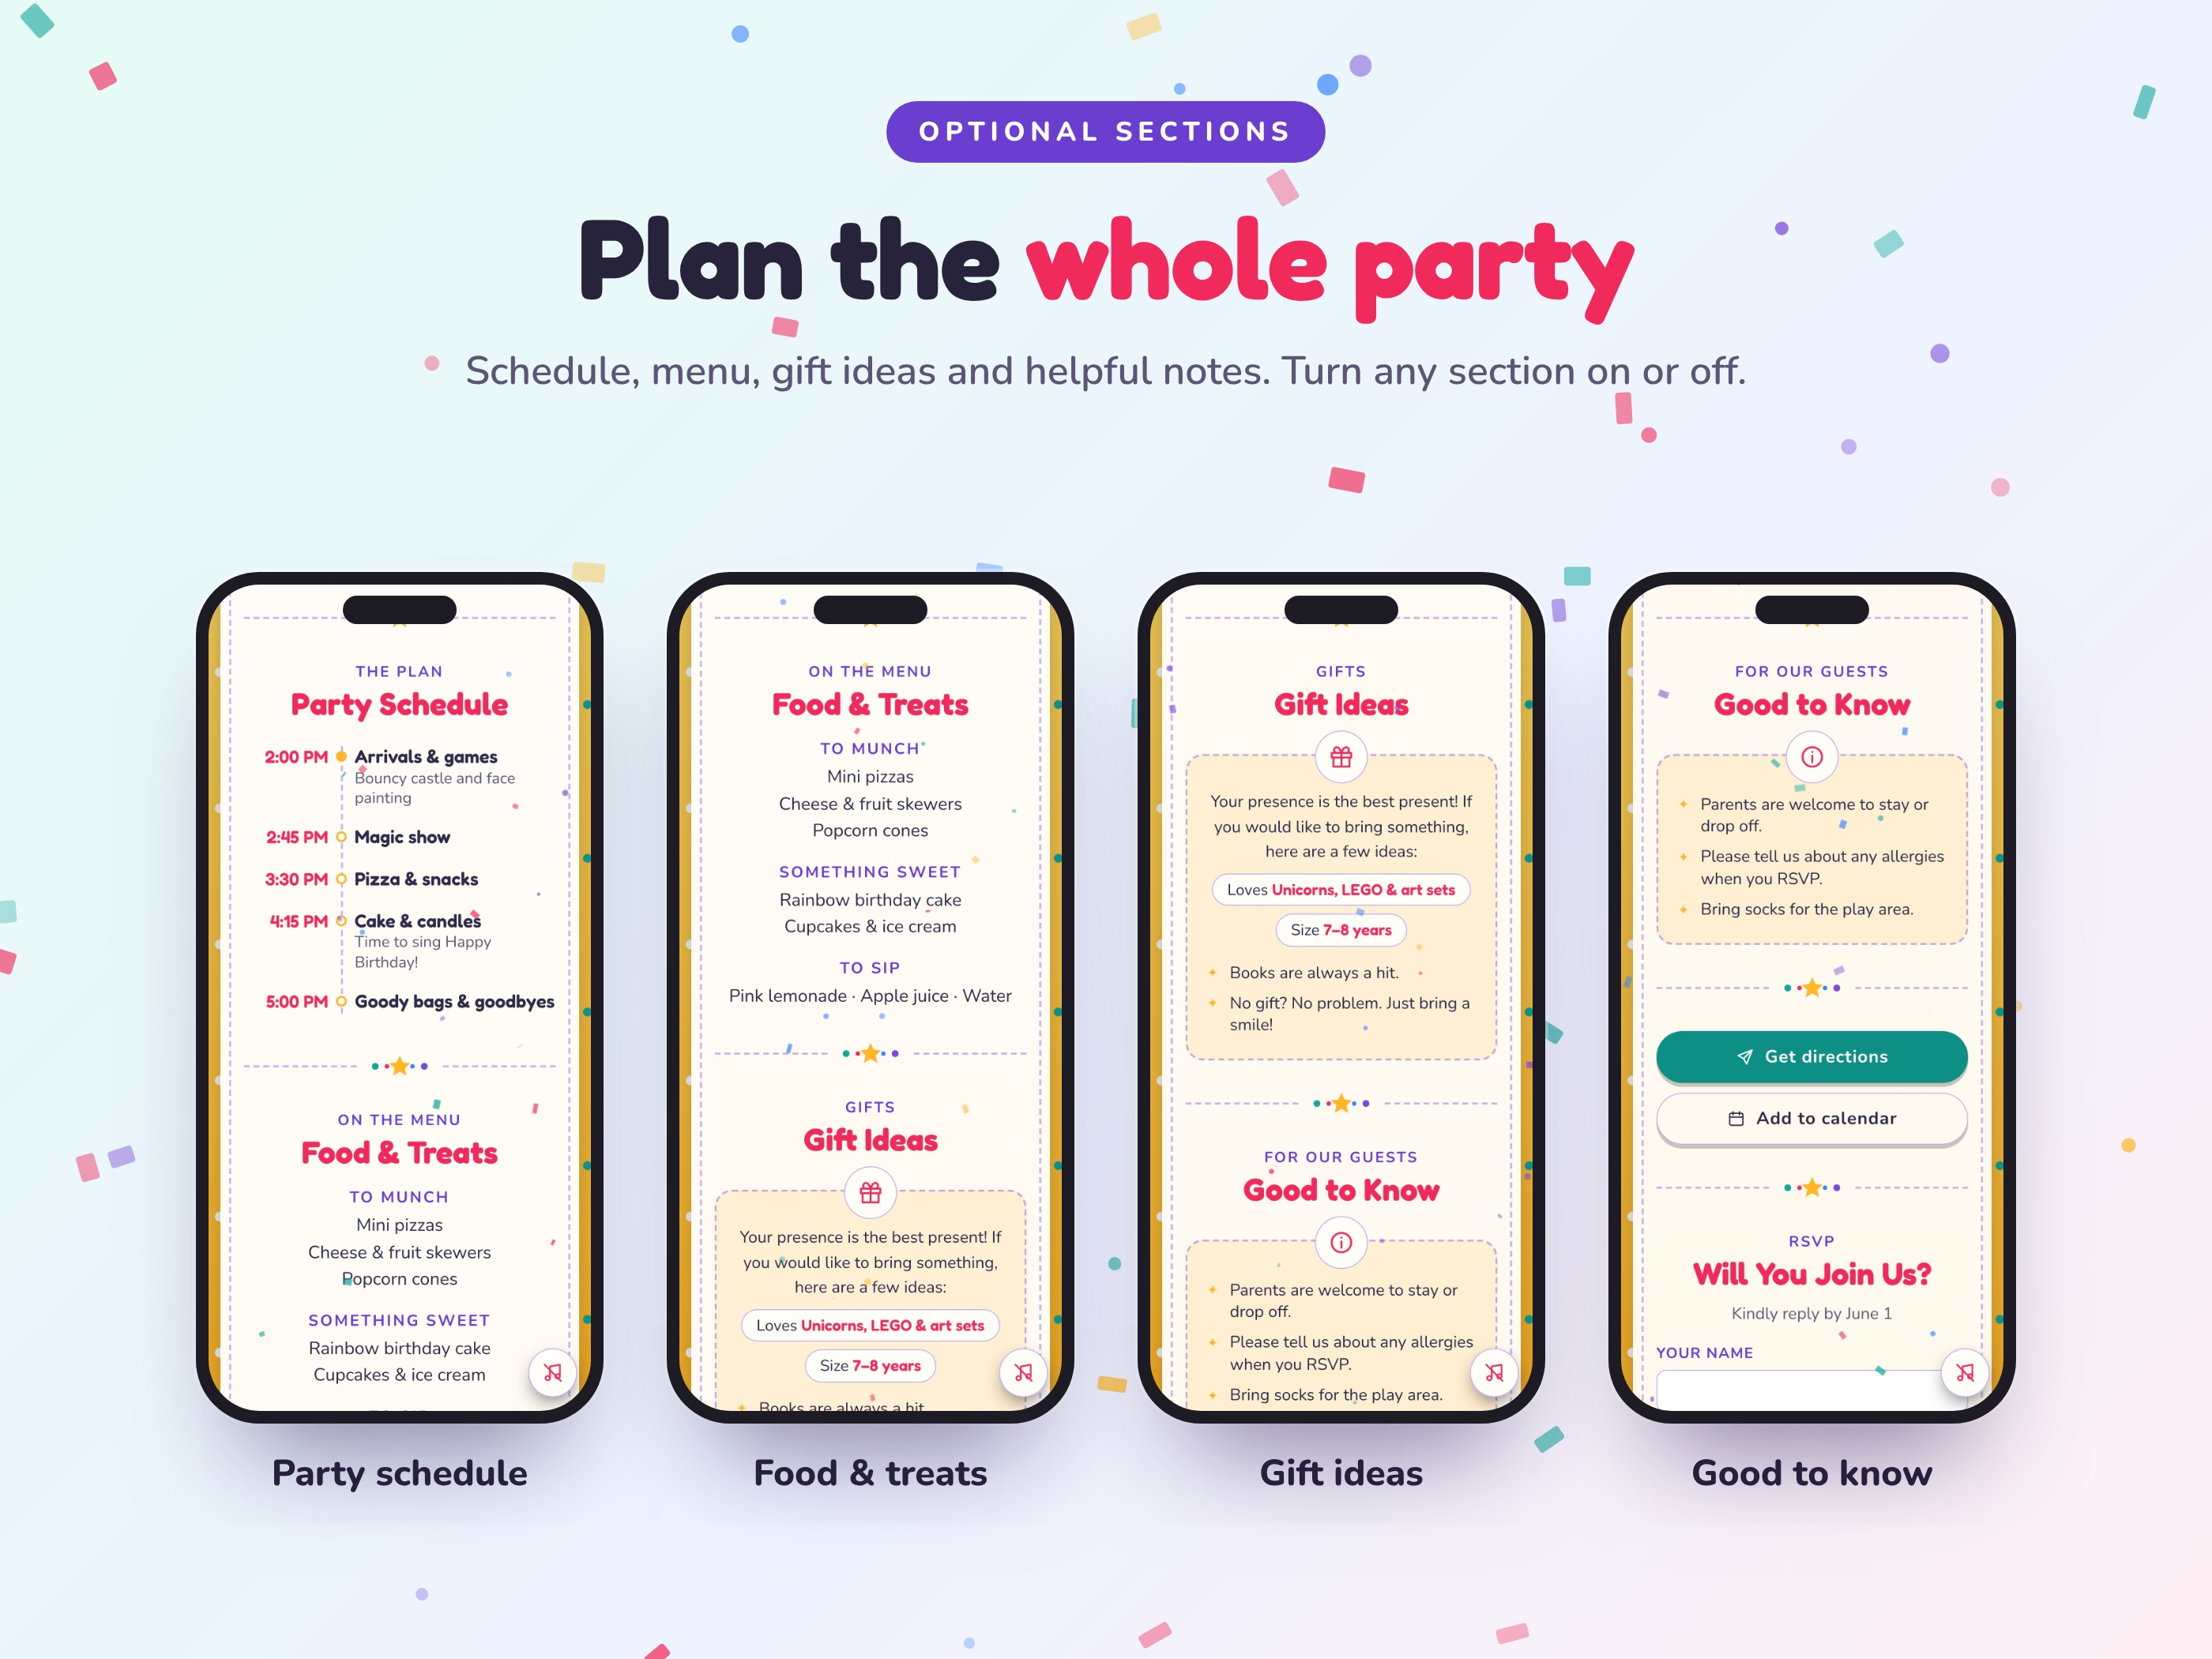 OPTIONAL SECTIONS
Plan the whole party
Schedule, menu, gift ideas and helpful notes. Turn any section on or off.
THE PLAN
Party Schedule
2:00 PM Arrivals & games
Bouncy castle and face
painting
2:45 PM Magic show
3:30 PM Pizza & snacks
4:15 PM Cake & candles
Time to sing Happy
Birthday!
5:00 PM Goody bags & goodbyes
ON THE MENU
Food & Treats
TO MUNCH
Mini pizzas
Cheese & fruit skewers
Popcorn cones
SOMETHING SWEET
Rainbow birthday cake
Cupcakes & ice cream
Party schedule
ON THE MENU
Food & Treats
TO MUNCH
Mini pizzas
Cheese & fruit skewers
Popcorn cones
SOMETHING SWEET
Rainbow birthday cake
Cupcakes & ice cream
TO SIP
Pink lemonade · Apple juice · Water
GIFTS
Gift Ideas
Your presence is the best present! If
you would like to bring something,
here are a few ideas:
Loves Unicorns, LEGO & art sets
Size 7–8 years
Books are always a hit.
Food & treats
GIFTS
Gift Ideas
Your presence is the best present! If
you would like to bring something,
here are a few ideas:
Loves Unicorns, LEGO & art sets
Size 7–8 years
Books are always a hit.
No gift? No problem. Just bring a
smile!
FOR OUR GUESTS
Good to Know
Parents are welcome to stay or
drop off.
Please tell us about any allergies
when you RSVP.
Bring socks for the play area.
Gift ideas
FOR OUR GUESTS
Good to Know
Parents are welcome to stay or
drop off.
Please tell us about any allergies
when you RSVP.
Bring socks for the play area.
Get directions
Add to calendar
RSVP
Will You Join Us?
Kindly reply by June 1
YOUR NAME
Good to know